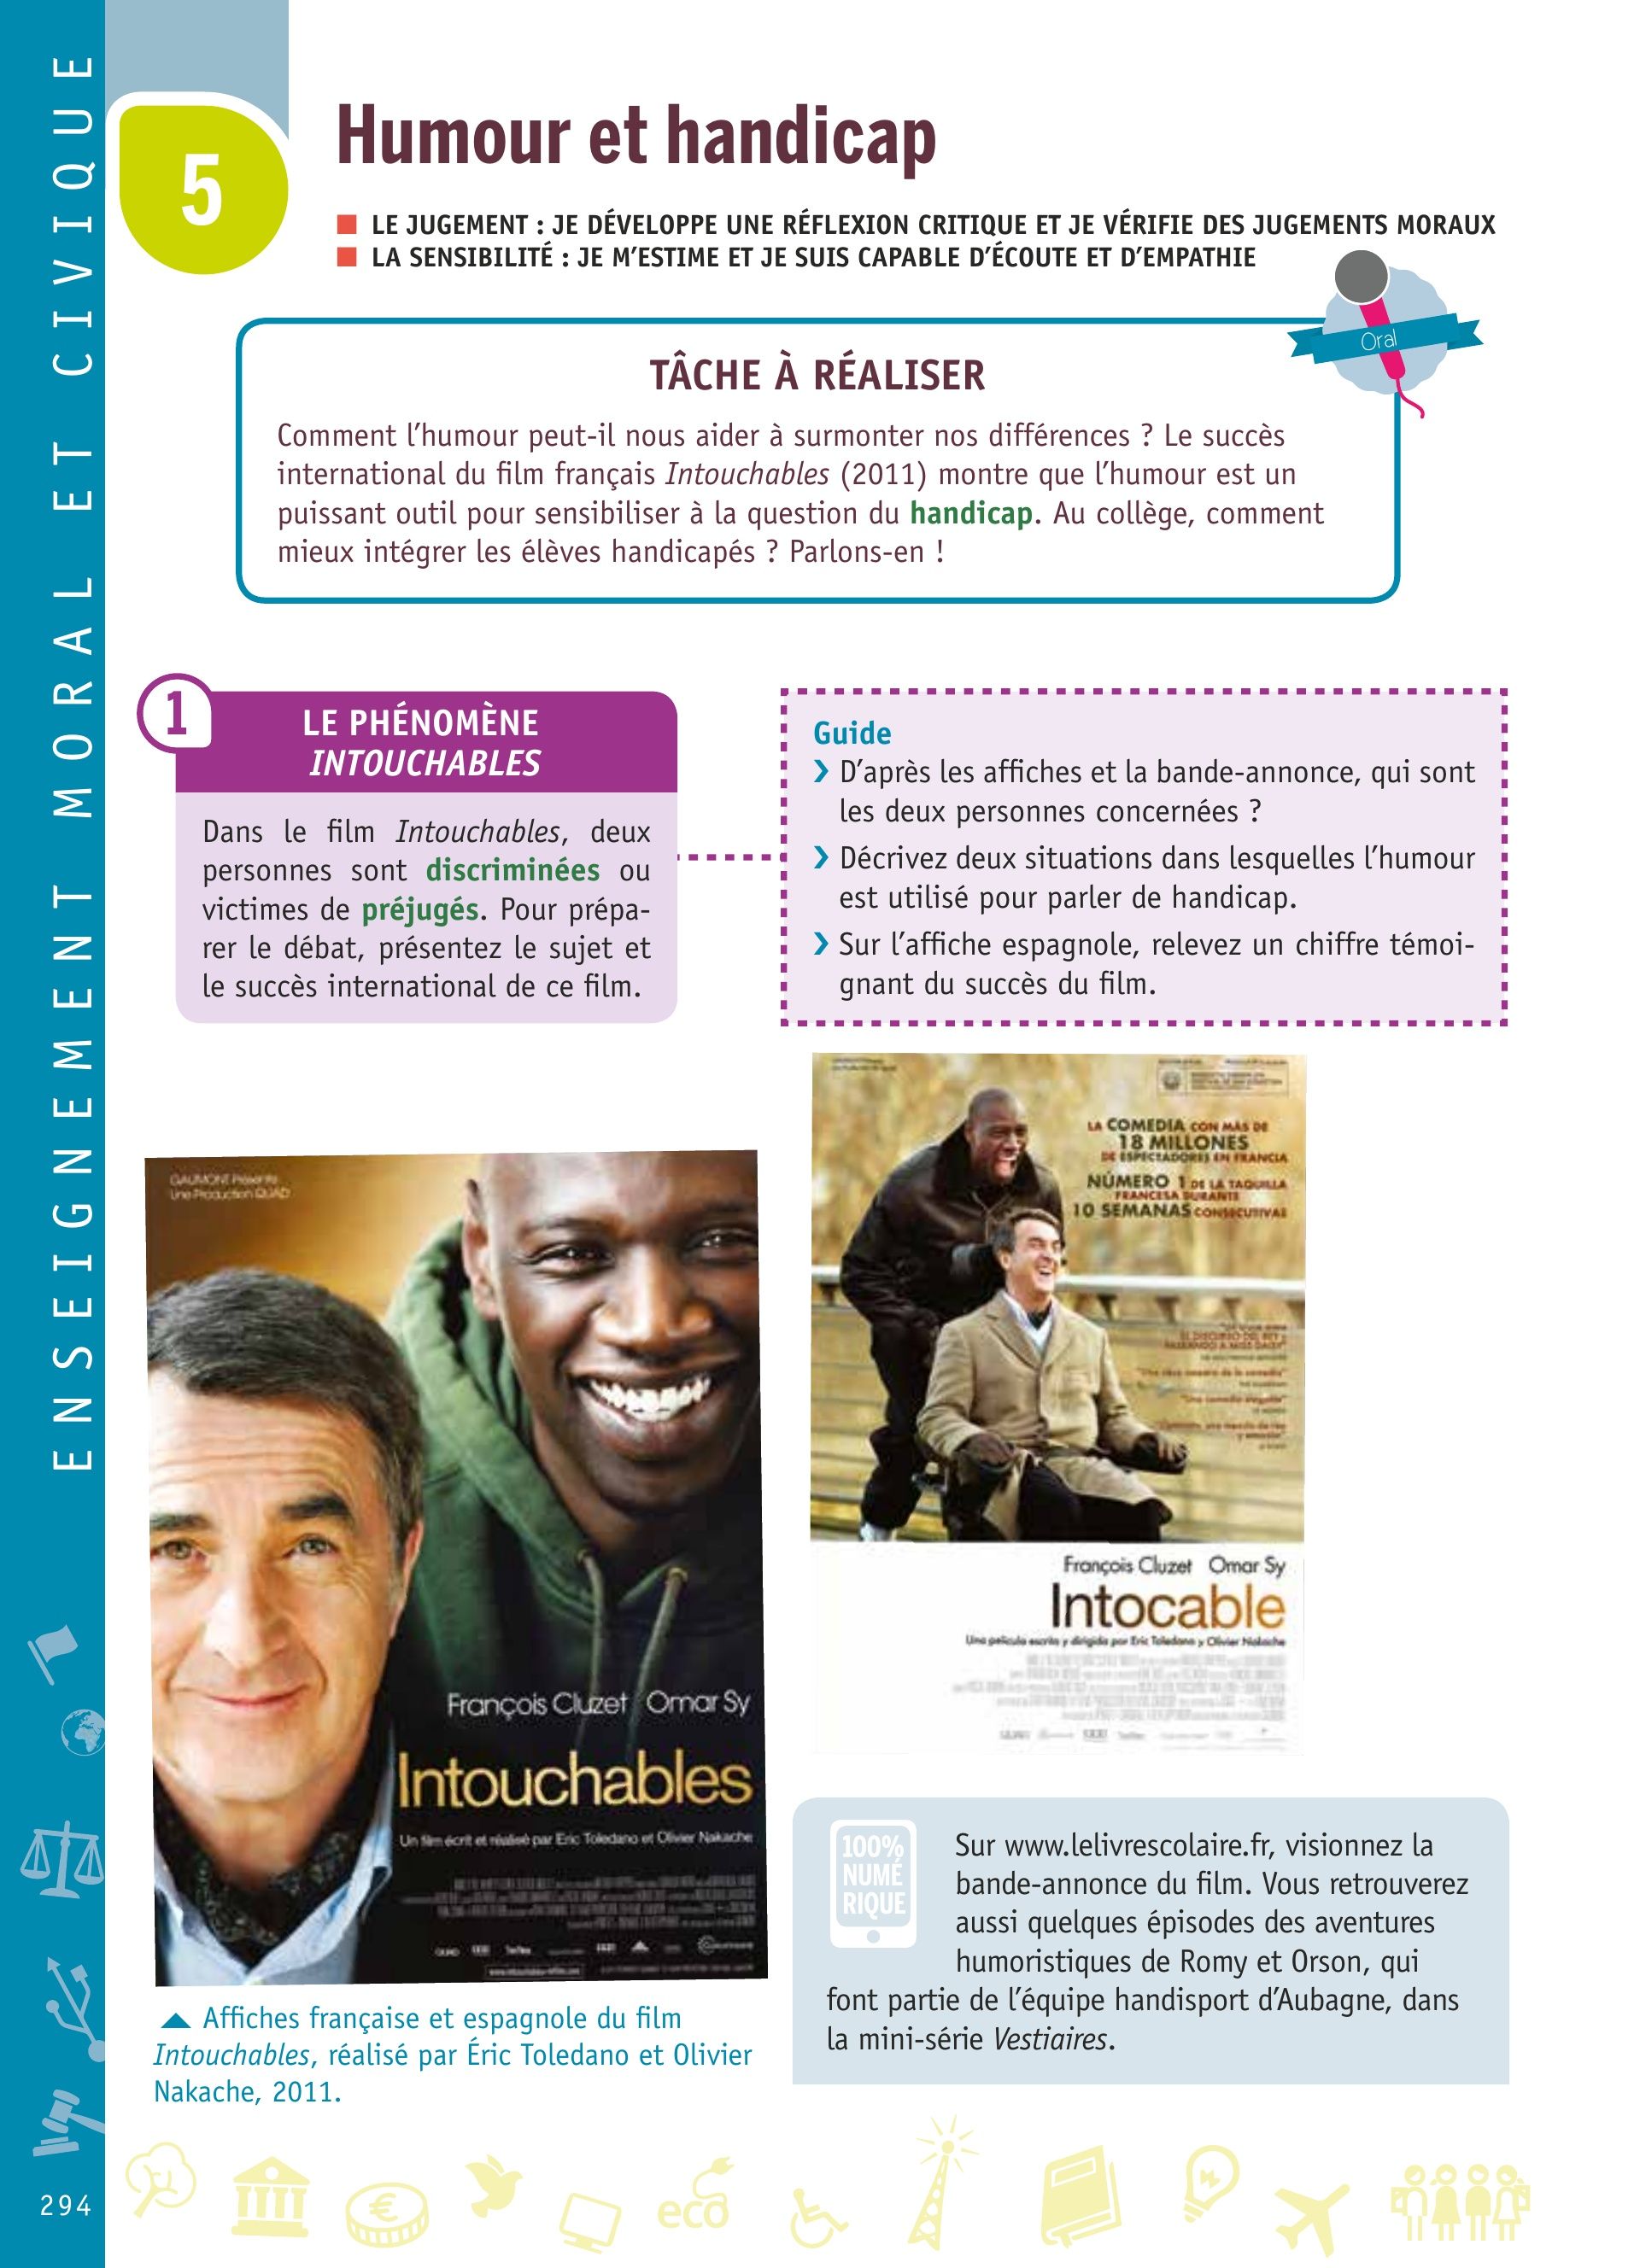 ENSEIGNEMENT MORAL ET CIVIQUE
5
Humour et handicap
LE JUGEMENT : JE DÉVELOPPE UNE RÉFLEXION CRITIQUE ET JE VÉRIFIE DES JUGEMENTS MORAUX
LA SENSIBILITÉ : JE M'ESTIME ET JE SUIS CAPABLE D'ÉCOUTE ET D'EMPATHIE
Oral
TÂCHE À RÉALISER
Comment l'humour peut-il nous aider à surmonter nos différences ? Le succès
international du film français Intouchables (2011) montre que l'humour est un
puissant outil pour sensibiliser à la question du handicap. Au collège, comment
mieux intégrer les élèves handicapés ? Parlons-en !
1
LE PHÉNOMÈNE
INTOUCHABLES
Dans le film Intouchables, deux
personnes sont discriminées ou
victimes de préjugés. Pour prépa-
rer le débat, présentez le sujet et
le succès international de ce film.
Guide
› D'après les affiches et la bande-annonce, qui sont
les deux personnes concernées ?
› Décrivez deux situations dans lesquelles l'humour
est utilisé pour parler de handicap.
› Sur l'affiche espagnole, relevez un chiffre témoi-
gnant du succès du film.
GAUMONT Présente
Une Production QUAD
François Cluzet Omar Sy
Intouchables
Un film écrit et réalisé par Eric Toledano et Olivier Nakache
LA COMEDIA CON MÁS DE
18 MILLONES
DE ESPECTADORES EN FRANCIA
NÚMERO 1 DE LA TAQUILLA
FRANCESA DURANTE
10 SEMANAS CONSECUTIVAS
François Cluzet Omar Sy
Intocable
Una película escrita y dirigida por Eric Toledano y Olivier Nakache
Affiches française et espagnole du film
Intouchables, réalisé par Éric Toledano et Olivier
Nakache, 2011.
100%
NUMÉ
RIQUE
Sur www.lelivrescolaire.fr, visionnez la
bande-annonce du film. Vous retrouverez
aussi quelques épisodes des aventures
humoristiques de Romy et Orson, qui
font partie de l'équipe handisport d'Aubagne, dans
la mini-série Vestiaires.
€
eco
294